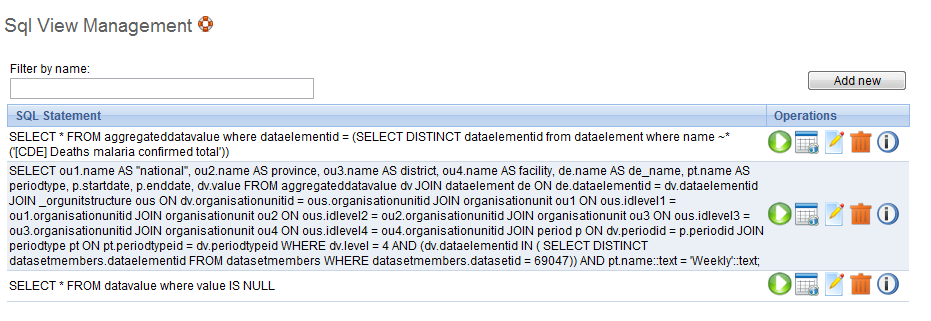 Sql View Management
Filter by name:
Add new
SQL Statement Operations
SELECT * FROM aggregateddatavalue where dataelementid = (SELECT DISTINCT dataelementid from dataelement where name ~*
('[CDE] Deaths malaria confirmed total'))
SELECT ou1.name AS "national", ou2.name AS province, ou3.name AS district, ou4.name AS facility, de.name AS de_name, pt.name AS
periodtype, p.startdate, p.enddate, dv.value FROM aggregateddatavalue dv JOIN dataelement de ON de.dataelementid = dv.dataelementid
JOIN _orgunitstructure ous ON dv.organisationunitid = ous.organisationunitid JOIN organisationunit ou1 ON ous.idlevel1 =
ou1.organisationunitid JOIN organisationunit ou2 ON ous.idlevel2 = ou2.organisationunitid JOIN organisationunit ou3 ON ous.idlevel3 =
ou3.organisationunitid JOIN organisationunit ou4 ON ous.idlevel4 = ou4.organisationunitid JOIN period p ON dv.periodid = p.periodid JOIN
periodtype pt ON pt.periodtypeid = dv.periodtypeid WHERE dv.level = 4 AND (dv.dataelementid IN ( SELECT DISTINCT
datasetmembers.dataelementid FROM datasetmembers WHERE datasetmembers.datasetid = 69047)) AND pt.name::text = 'Weekly'::text;
SELECT * FROM datavalue where value IS NULL